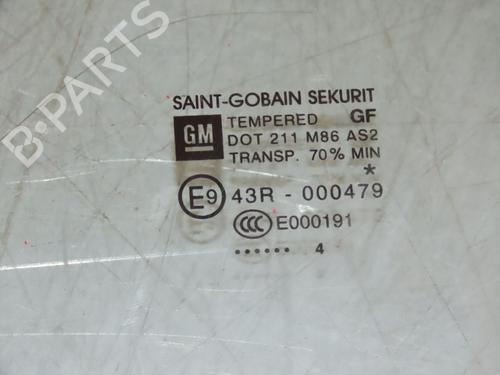 B-Parts
SAINT-GOBAIN SEKURIT
GM TEMPERED GF
DOT 211 M86 AS2
TRANSP. 70% MIN
*
E9 43R - 000479
CCC E000191
...... 4